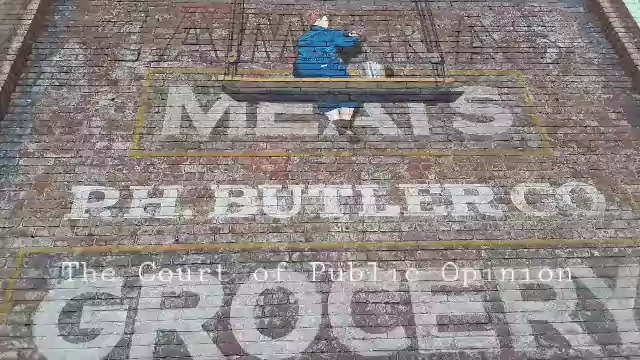 MEATS
P.H. BUTLER CO
The Court of Public Opinion
GROCERY